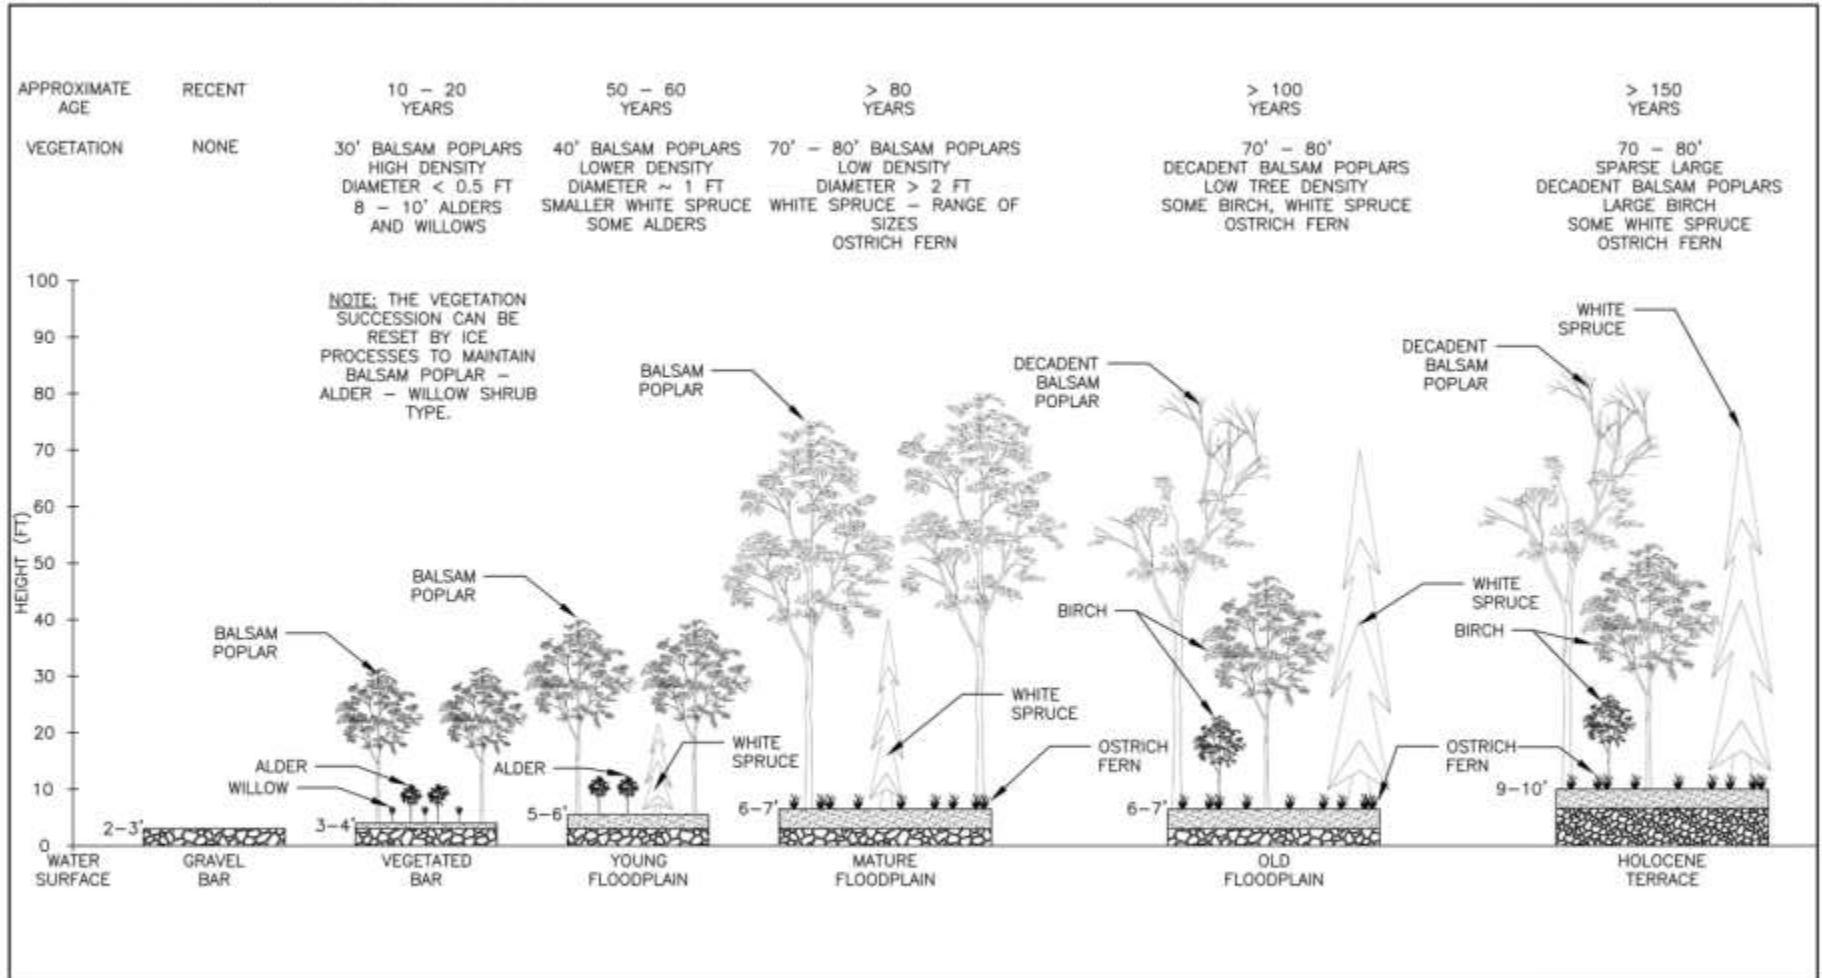 APPROXIMATE
AGE
RECENT
10 – 20
YEARS
50 – 60
YEARS
> 80
YEARS
> 100
YEARS
> 150
YEARS
VEGETATION
NONE
30' BALSAM POPLARS
HIGH DENSITY
DIAMETER < 0.5 FT
8 – 10' ALDERS
AND WILLOWS
40' BALSAM POPLARS
LOWER DENSITY
DIAMETER ~ 1 FT
SMALLER WHITE SPRUCE
SOME ALDERS
70' – 80' BALSAM POPLARS
LOW DENSITY
DIAMETER > 2 FT
WHITE SPRUCE – RANGE OF
SIZES
OSTRICH FERN
70' – 80'
DECADENT BALSAM POPLARS
LOW TREE DENSITY
SOME BIRCH, WHITE SPRUCE
OSTRICH FERN
70 – 80'
SPARSE LARGE
DECADENT BALSAM POPLARS
LARGE BIRCH
SOME WHITE SPRUCE
OSTRICH FERN
NOTE: THE VEGETATION
SUCCESSION CAN BE
RESET BY ICE
PROCESSES TO MAINTAIN
BALSAM POPLAR –
ALDER – WILLOW SHRUB
TYPE.
HEIGHT (FT)
100
90
80
70
60
50
40
30
20
10
0
2–3'
BALSAM
POPLAR
ALDER
WILLOW
3–4'
BALSAM
POPLAR
ALDER
WHITE
SPRUCE
5–6'
BALSAM
POPLAR
WHITE
SPRUCE
OSTRICH
FERN
6–7'
DECADENT
BALSAM
POPLAR
BIRCH
WHITE
SPRUCE
OSTRICH
FERN
6–7'
DECADENT
BALSAM
POPLAR
WHITE
SPRUCE
BIRCH
9–10'
WATER
SURFACE
GRAVEL
BAR
VEGETATED
BAR
YOUNG
FLOODPLAIN
MATURE
FLOODPLAIN
OLD
FLOODPLAIN
HOLOCENE
TERRACE